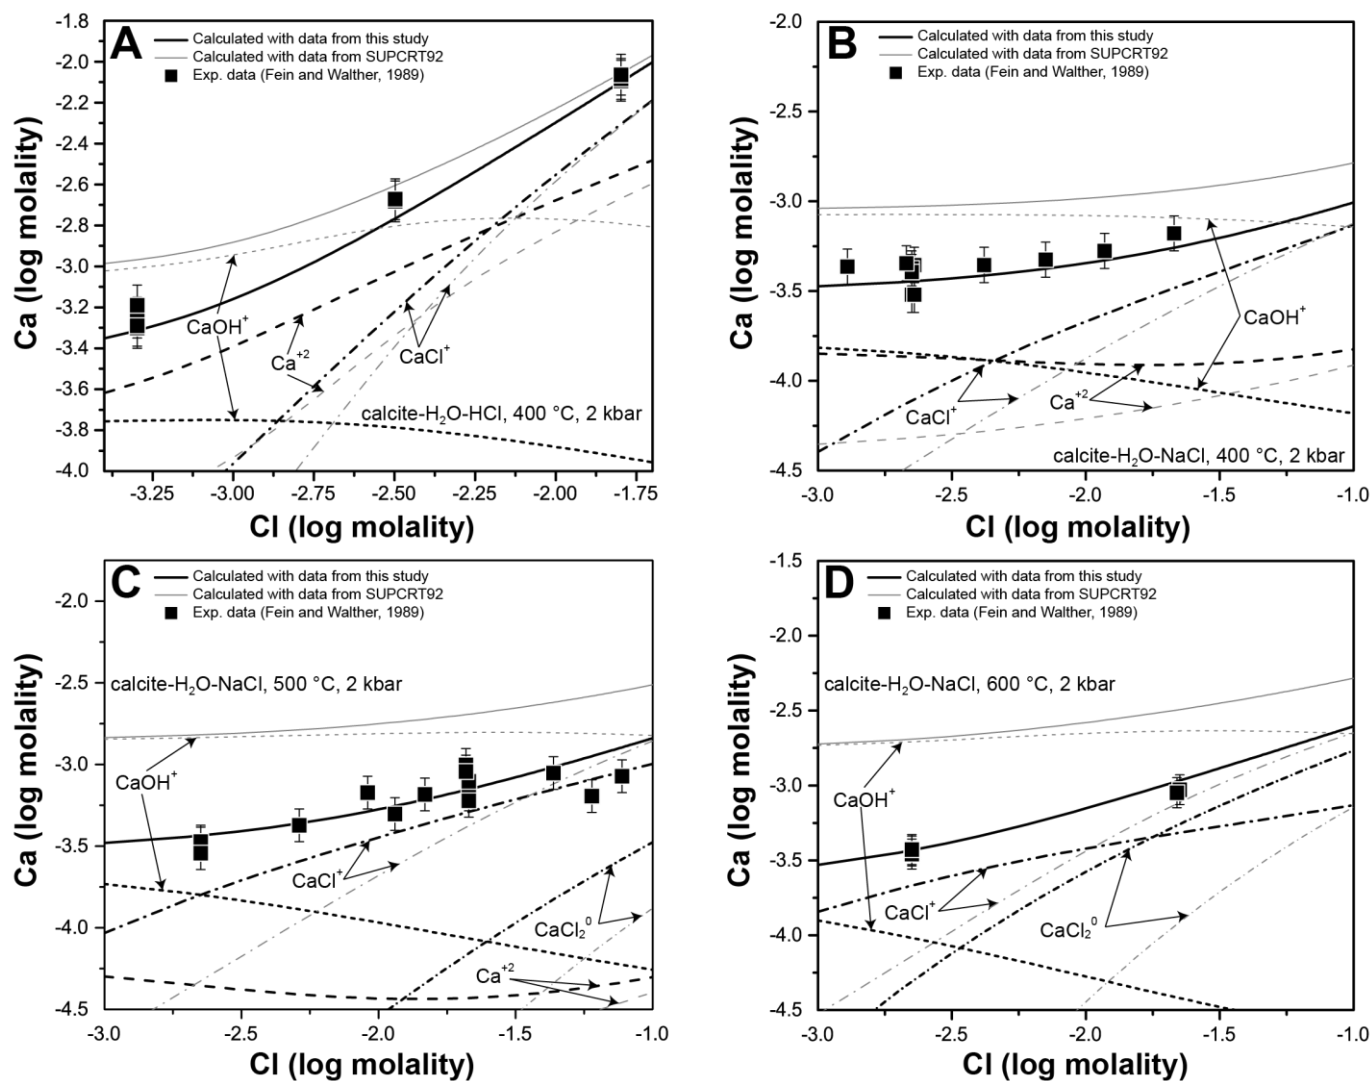 A
Calculated with data from this study
Calculated with data from SUPCRT92
Exp. data (Fein and Walther, 1989)
-1.8
-2.0
-2.2
-2.4
-2.6
-2.8
-3.0
-3.2
-3.4
-3.6
-3.8
-4.0
Ca (log molality)
CaOH+
Ca+2
CaCl+
calcite-H2O-HCl, 400 °C, 2 kbar
-3.25 -3.00 -2.75 -2.50 -2.25 -2.00 -1.75
Cl (log molality)
B
Calculated with data from this study
Calculated with data from SUPCRT92
Exp. data (Fein and Walther, 1989)
-2.0
-2.5
-3.0
-3.5
-4.0
-4.5
Ca (log molality)
CaOH+
Ca+2
CaCl+
calcite-H2O-NaCl, 400 °C, 2 kbar
-3.0 -2.5 -2.0 -1.5 -1.0
Cl (log molality)
C
Calculated with data from this study
Calculated with data from SUPCRT92
Exp. data (Fein and Walther, 1989)
-2.0
-2.5
-3.0
-3.5
-4.0
-4.5
Ca (log molality)
calcite-H2O-NaCl, 500 °C, 2 kbar
CaOH+
CaCl+
CaCl2 0
Ca+2
-3.0 -2.5 -2.0 -1.5 -1.0
Cl (log molality)
D
Calculated with data from this study
Calculated with data from SUPCRT92
Exp. data (Fein and Walther, 1989)
-1.5
-2.0
-2.5
-3.0
-3.5
-4.0
-4.5
Ca (log molality)
calcite-H2O-NaCl, 600 °C, 2 kbar
CaOH+
CaCl+
CaCl2 0
-3.0 -2.5 -2.0 -1.5 -1.0
Cl (log molality)